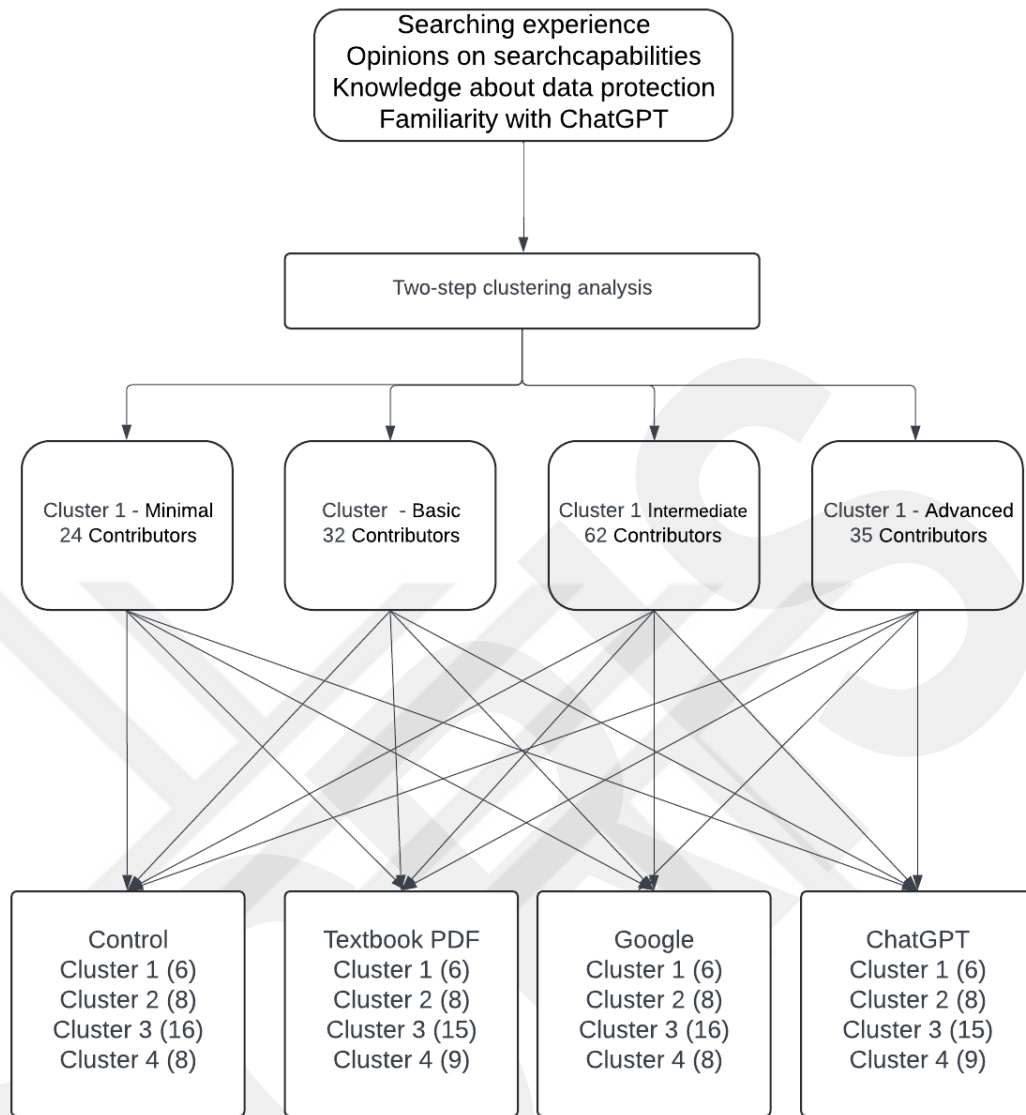 Searching experience
Opinions on searchcapabilities
Knowledge about data protection
Familiarity with ChatGPT
Two-step clustering analysis
Cluster 1 - Minimal
24 Contributors
Cluster - Basic
32 Contributors
Cluster 1 Intermediate
62 Contributors
Cluster 1 - Advanced
35 Contributors
Control
Cluster 1 (6)
Cluster 2 (8)
Cluster 3 (16)
Cluster 4 (8)
Textbook PDF
Cluster 1 (6)
Cluster 2 (8)
Cluster 3 (15)
Cluster 4 (9)
Google
Cluster 1 (6)
Cluster 2 (8)
Cluster 3 (16)
Cluster 4 (8)
ChatGPT
Cluster 1 (6)
Cluster 2 (8)
Cluster 3 (15)
Cluster 4 (9)